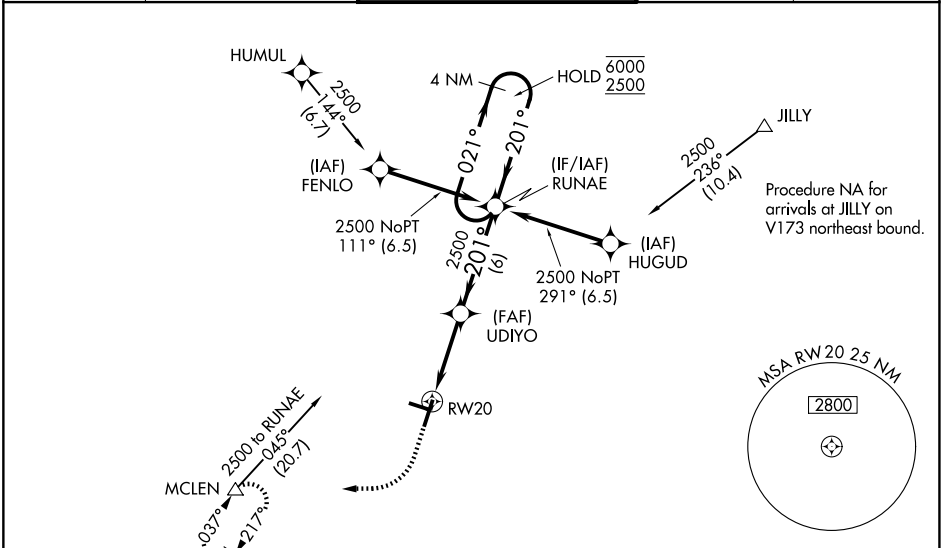 HUMUL
2500
144°
(6.7)
4 NM
HOLD
6000
2500
JILLY
021°
201°
2500
236°
(10.4)
(IAF)
FENLO
(IF/IAF)
RUNAE
Procedure NA for
arrivals at JILLY on
V173 northeast bound.
2500 NoPT
111° (6.5)
2500
201°
(6)
(IAF)
HUGUD
2500 NoPT
291° (6.5)
(FAF)
UDIYO
MSA RW20 25 NM
2800
RW20
2500 to RUNAE
045°
(20.7)
MCLEN
037°
217°